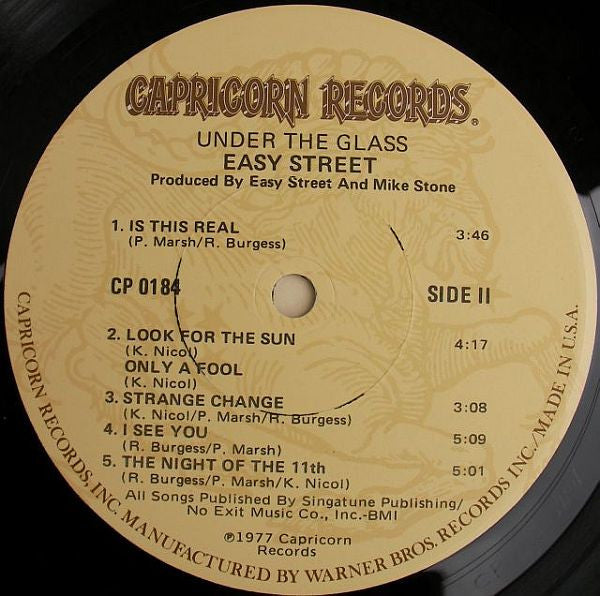 CAPRICORN RECORDS®
UNDER THE GLASS
EASY STREET
Produced By Easy Street And Mike Stone
1. IS THIS REAL 3:46
(P. Marsh/R. Burgess)
CP 0184 SIDE II
2. LOOK FOR THE SUN 4:17
(K. Nicol)
ONLY A FOOL
(K. Nicol)
3. STRANGE CHANGE 3:08
(K. Nicol/P. Marsh/R. Burgess)
4. I SEE YOU 5:09
(R. Burgess/P. Marsh)
5. THE NIGHT OF THE 11th 5:01
(R. Burgess/P. Marsh/K. Nicol)
All Songs Published By Singatune Publishing/
No Exit Music Co., Inc.-BMI
℗1977 Capricorn
Records
CAPRICORN RECORDS, INC. MANUFACTURED BY WARNER BROS. RECORDS INC./MADE IN U.S.A.